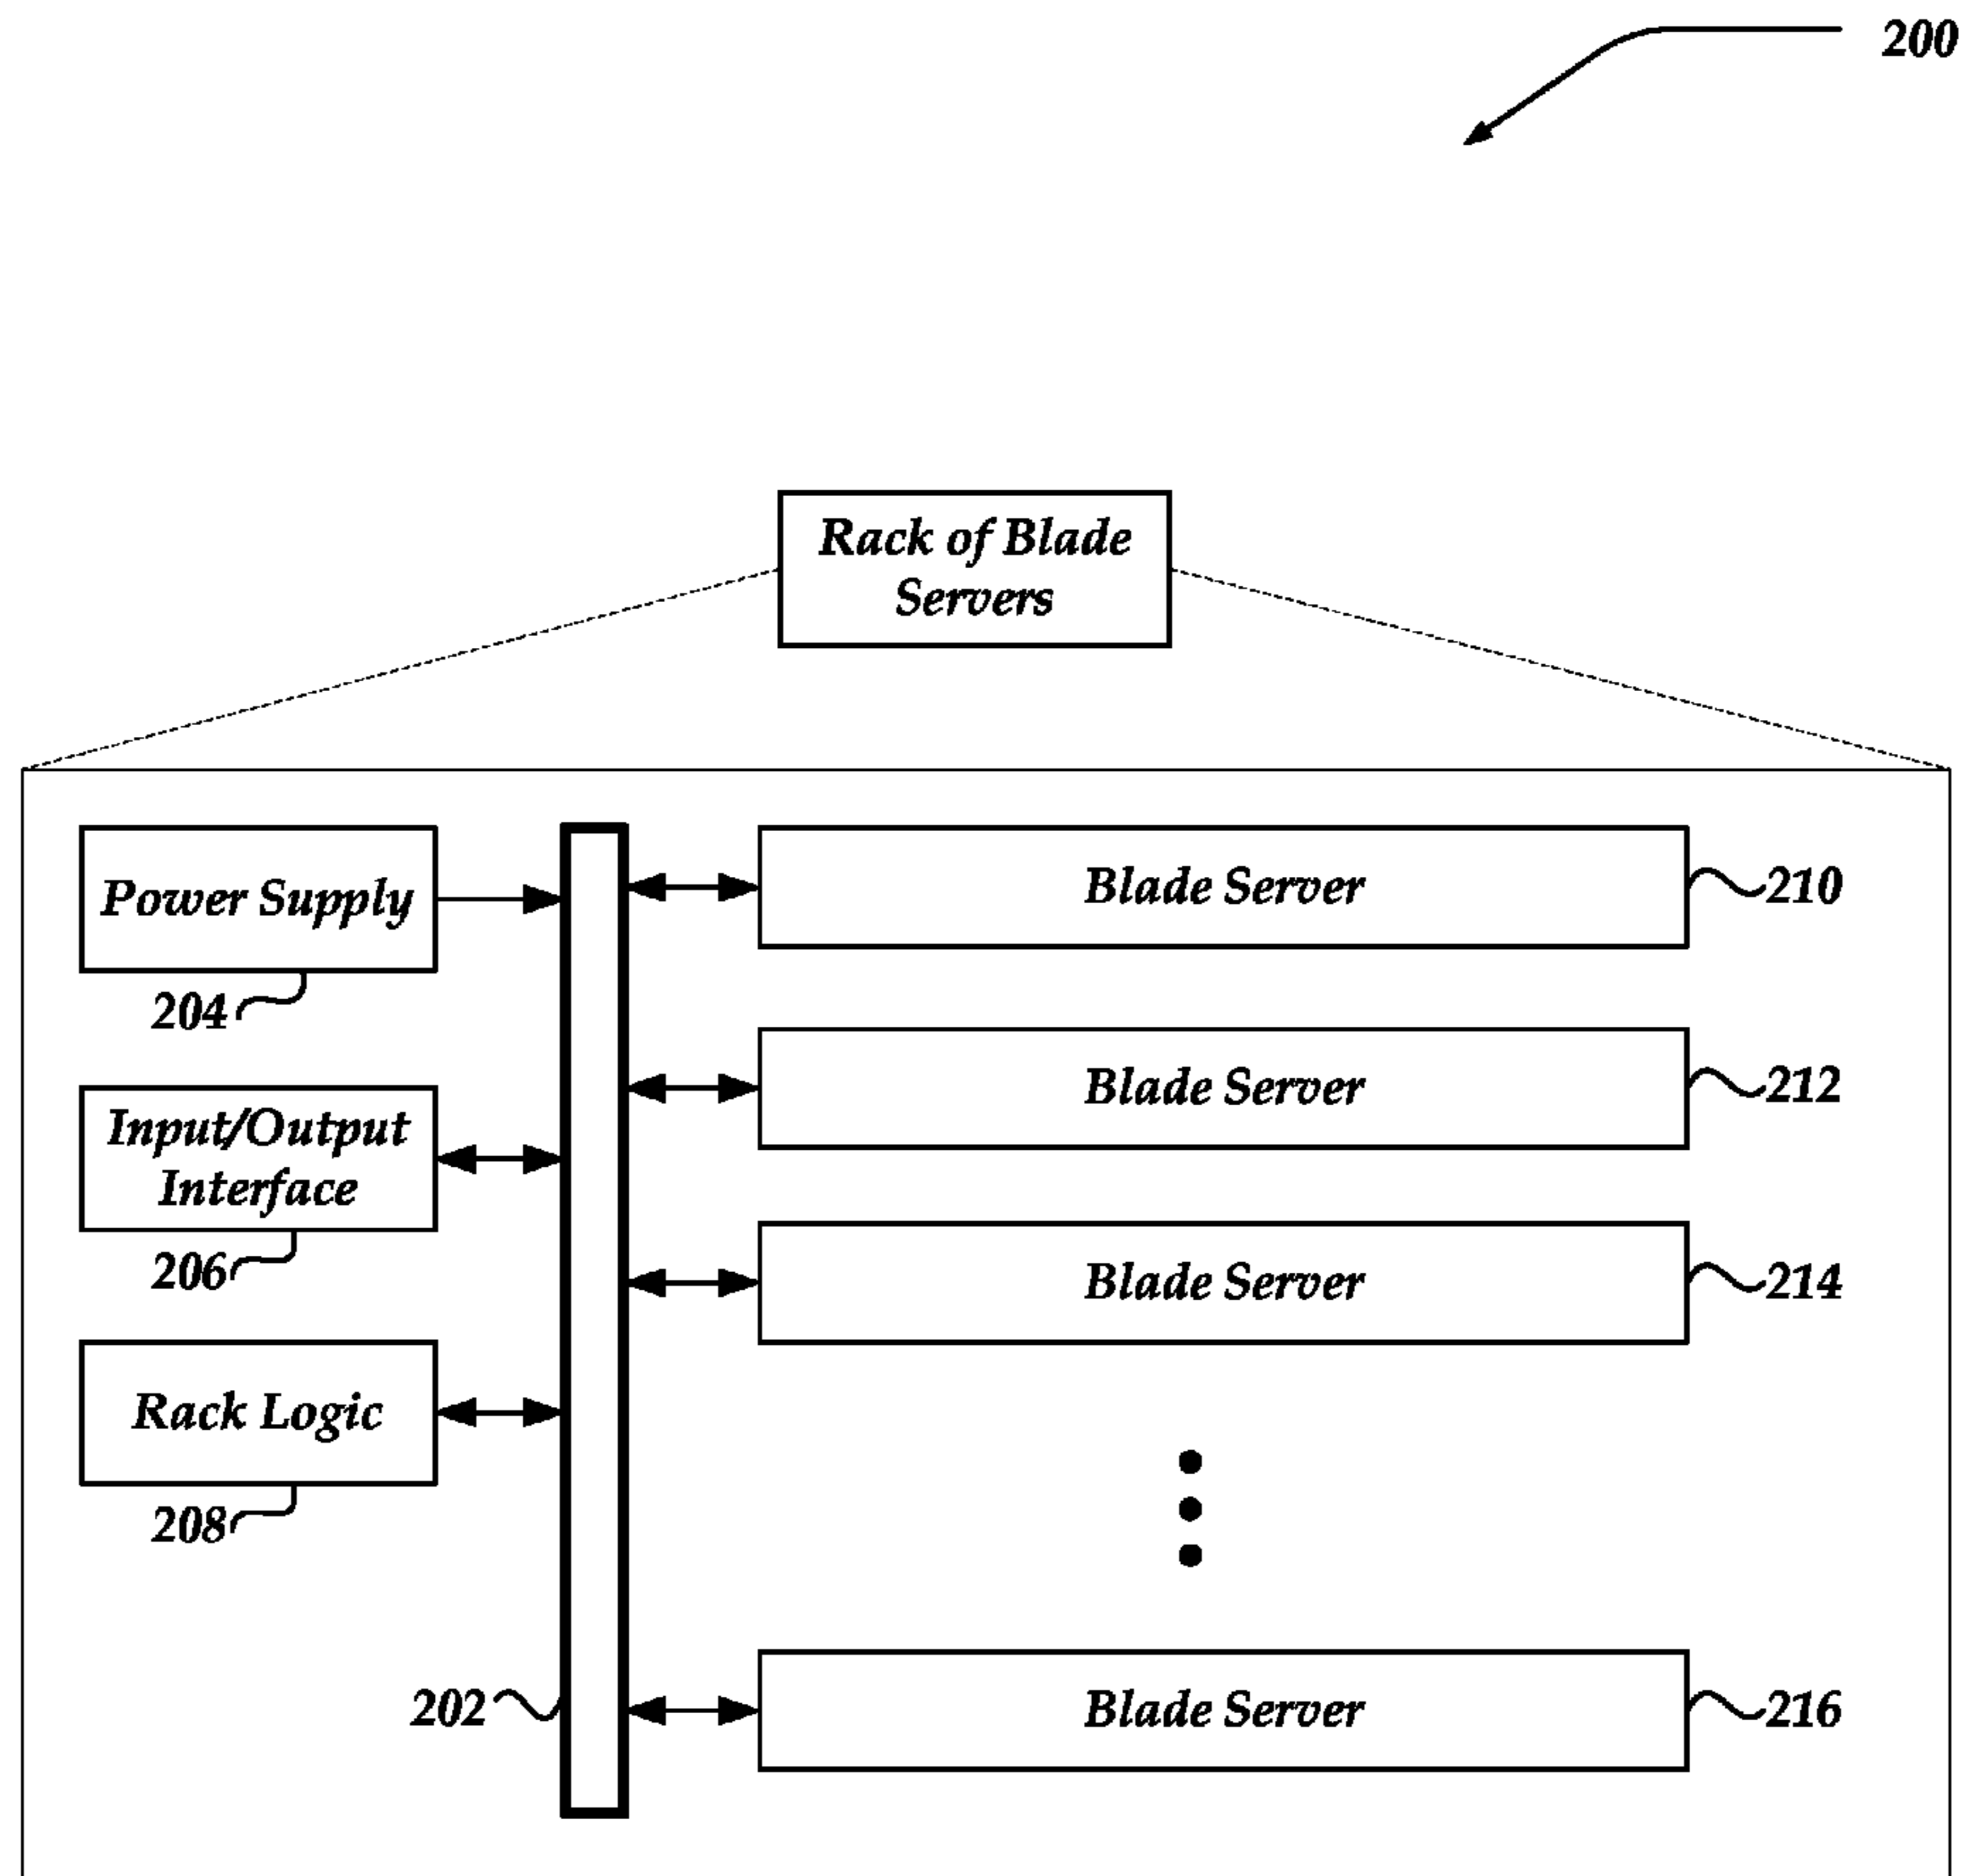 200
Rack of Blade
Servers
Power Supply
204
Input/Output
Interface
206
Rack Logic
208
202
Blade Server
210
Blade Server
212
Blade Server
214
Blade Server
216